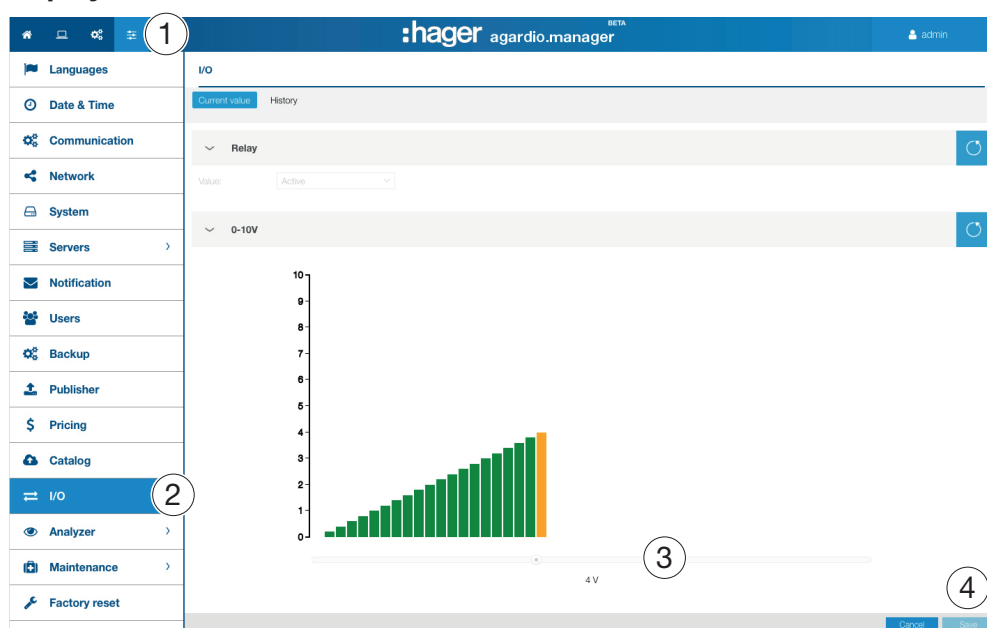 1
:hager agardio.manager BETA
admin
Languages
Date & Time
Communication
Network
System
Servers
Notification
Users
Backup
Publisher
Pricing
Catalog
I/O
2
Analyzer
Maintenance
Factory reset
I/O
Current value History
Relay
Value: Active
0-10V
10
9
8
7
6
5
4
3
2
1
0
3
4 V
4
Cancel Save